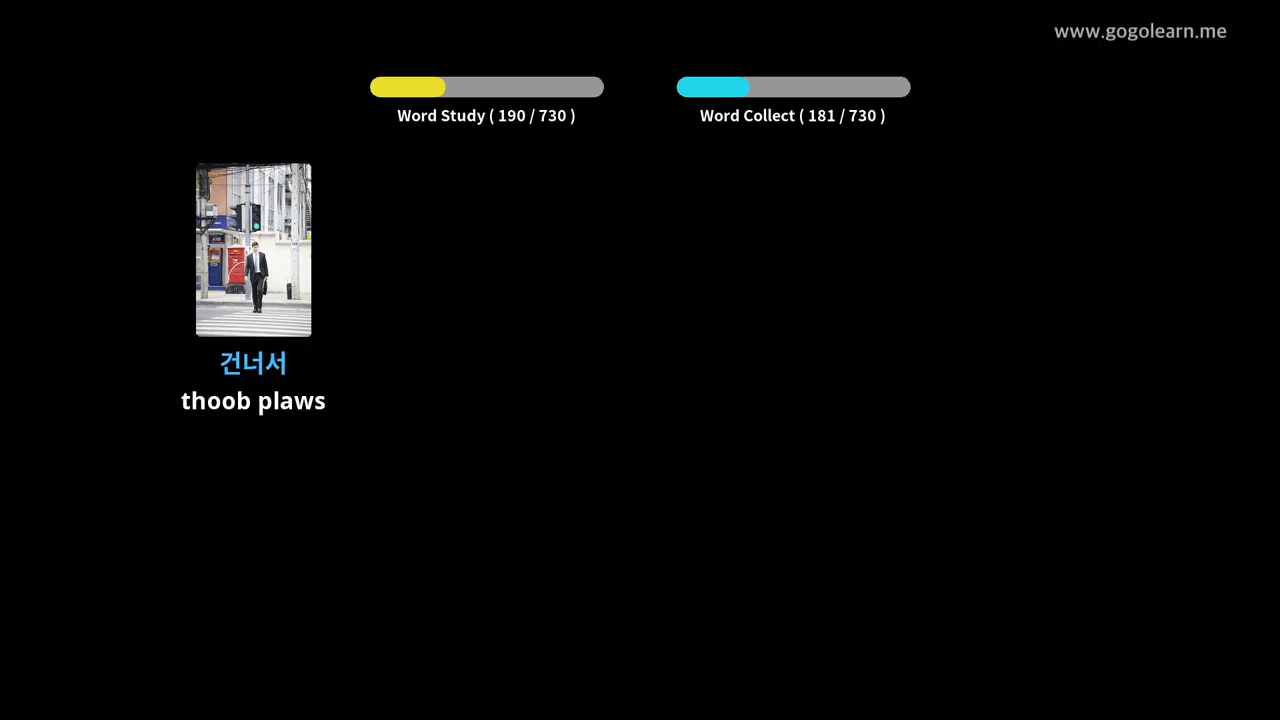 www.gogolearn.me
Word Study ( 190 / 730 )
Word Collect ( 181 / 730 )
건너서
thoob plaws